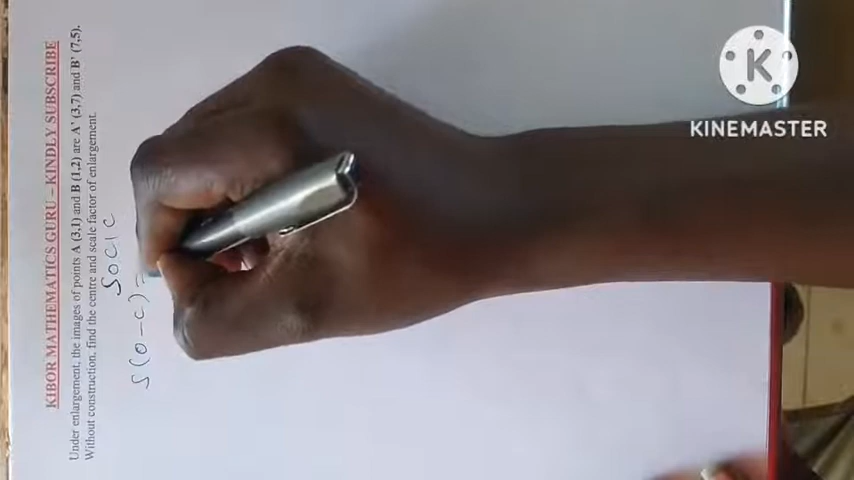 KIBOR MATHEMATICS GURU – KINDLY SUBSCRIBE
Under enlargement, the images of points A (3,1) and B (1,2) are A' (3,7) and B' (7,5).
Without construction, find the centre and scale factor of enlargement.
SOCIC
S(O-C)=
K
KINEMASTER